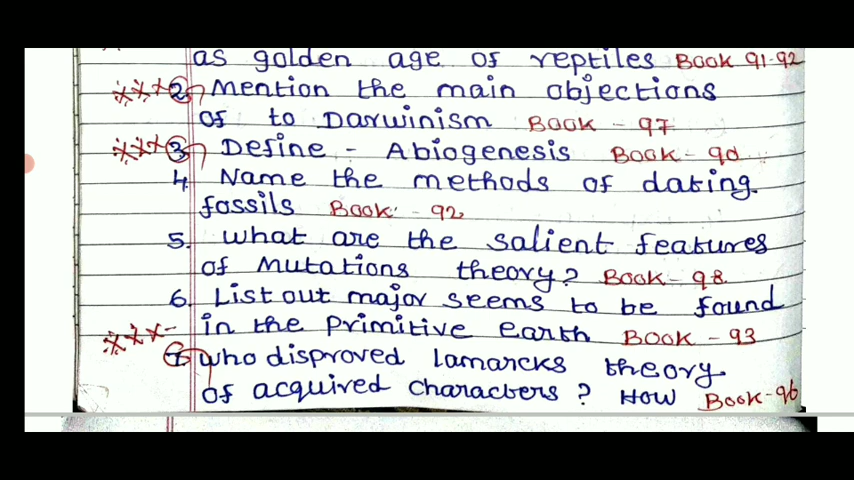 as golden age of reptiles Book 91-92
2 Mention the main objections
of to Darwinism Book - 97
3 Define - Abiogenesis Book - 90
4. Name the methods of dating
fossils Book - 92
5. What are the salient features
of Mutations theory? Book - 98
6. List out major seems to be found
in the Primitive earth Book - 93
7 who disproved lamarcks theory
of acquired characters? How Book - 96